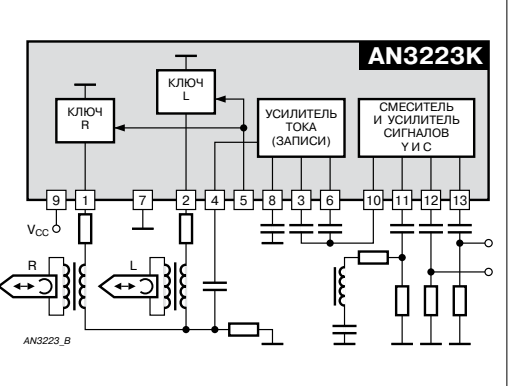 AN3223K
КЛЮЧ
L
КЛЮЧ
R
УСИЛИТЕЛЬ
ТОКА
(ЗАПИСИ)
СМЕСИТЕЛЬ
И УСИЛИТЕЛЬ
СИГНАЛОВ
Y И C
9 1 7 2 4 5 8 3 6 10 11 12 13
VCC
R L
AN3223_B